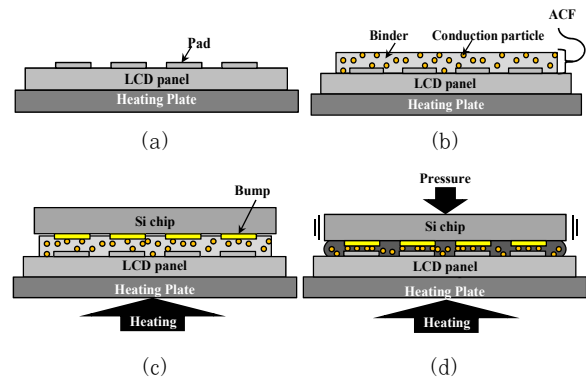 Pad
LCD panel
Heating Plate
(a)
ACF
Binder
Conduction particle
LCD panel
Heating Plate
(b)
Bump
Si chip
LCD panel
Heating Plate
Heating
(c)
Pressure
Si chip
LCD panel
Heating Plate
Heating
(d)